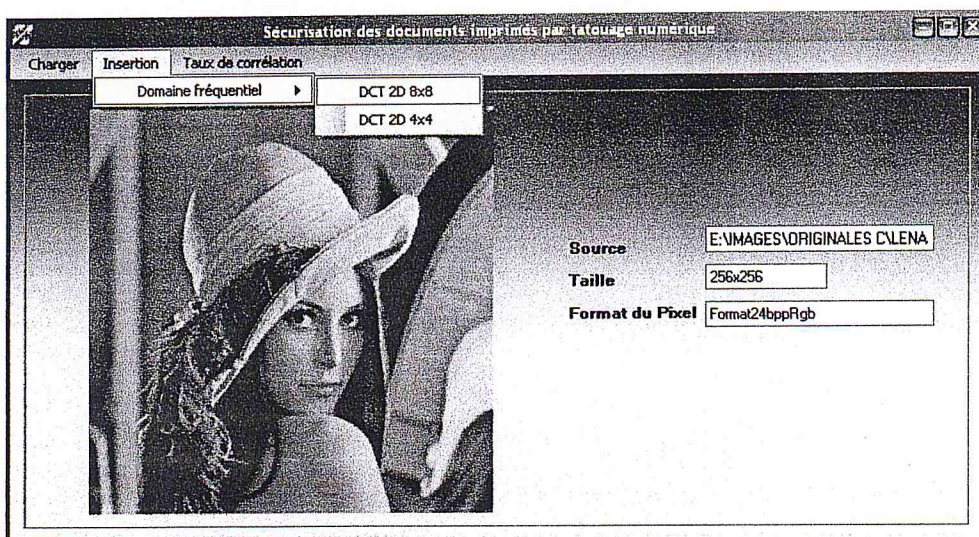 Sécurisation des documents imprimés par tatouage numérique
Charger Insertion Taux de corrélation
Domaine fréquentiel
DCT 2D 8x8
DCT 2D 4x4
Source E:\IMAGES\ORIGINALES C\LENA
Taille 256x256
Format du Pixel Format24bppRgb